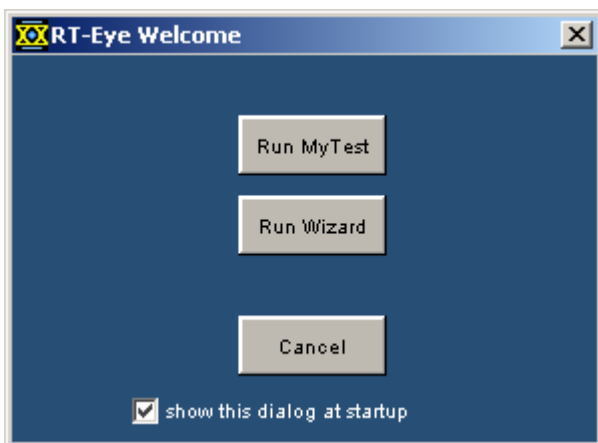 RT-Eye Welcome
Run MyTest
Run Wizard
Cancel
show this dialog at startup